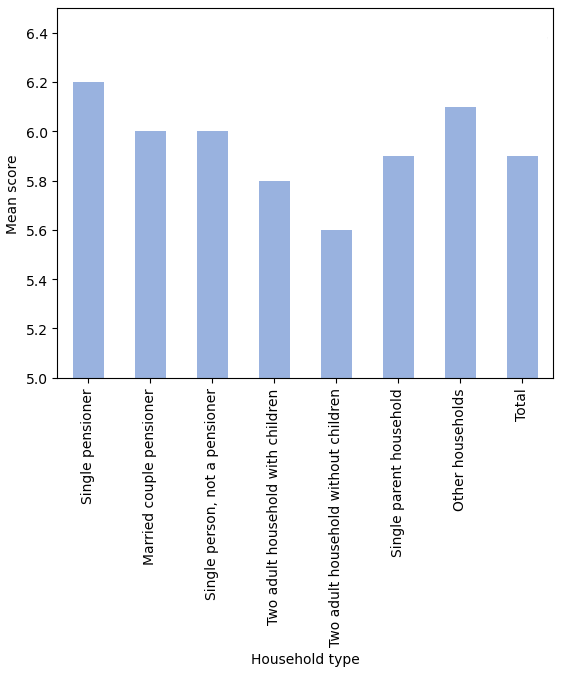 6.4
6.2
6.0
5.8
5.6
5.4
5.2
5.0
Mean score
Single pensioner
Married couple pensioner
Single person, not a pensioner
Two adult household with children
Two adult household without children
Single parent household
Other households
Total
Household type